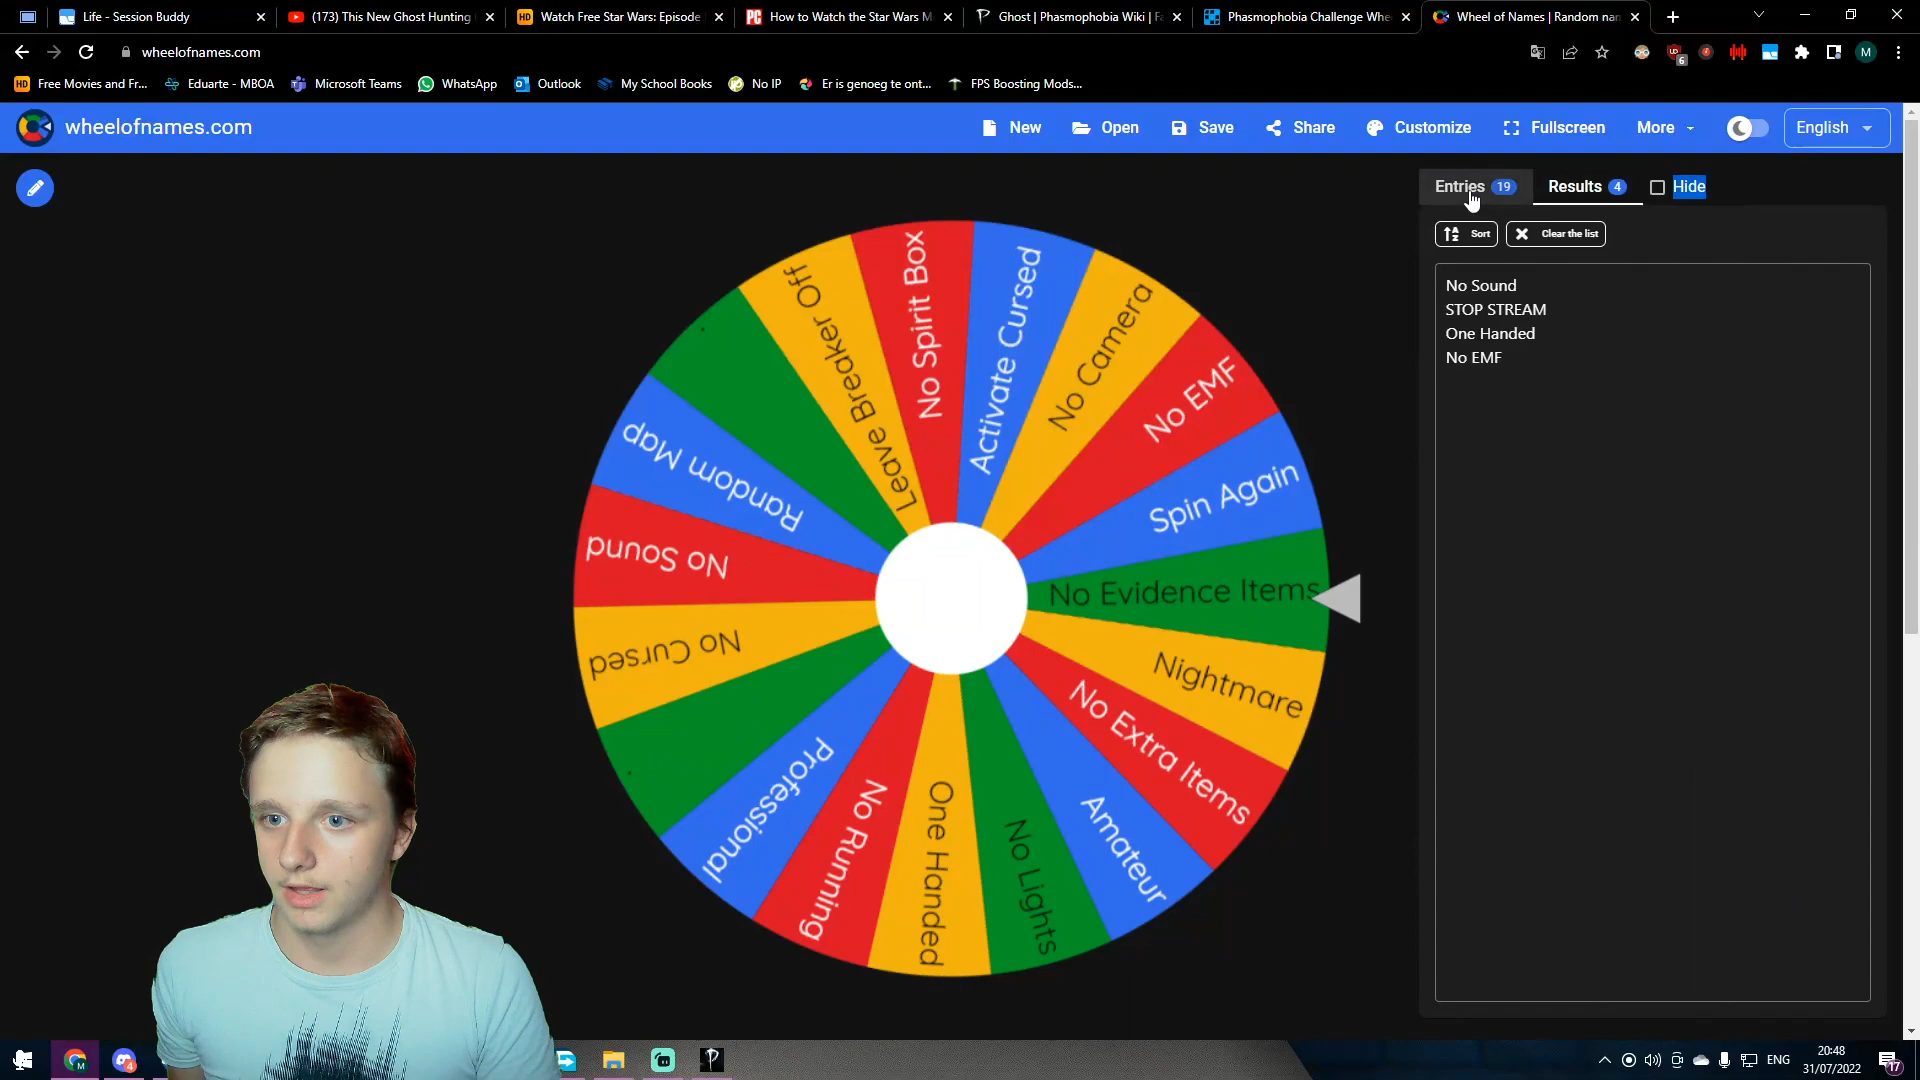 Life - Session Buddy
(173) This New Ghost Hunting
Watch Free Star Wars: Episode
How to Watch the Star Wars M
Ghost | Phasmophobia Wiki | Fa
Phasmophobia Challenge Whe
Wheel of Names | Random nam
wheelofnames.com
6
M
Free Movies and Fr...
Eduarte - MBOA
Microsoft Teams
WhatsApp
Outlook
My School Books
No IP
Er is genoeg te ont...
FPS Boosting Mods...
wheelofnames.com
New
Open
Save
Share
Customize
Fullscreen
More
English
Entries 19
Results 4
Hide
Sort
Clear the list
No Sound
STOP STREAM
One Handed
No EMF
No Spirit Box
Activate Cursed
No Camera
No EMF
Spin Again
No Evidence Items
Nightmare
No Extra Items
Amateur
No Lights
One Handed
No Running
Professional
.
No Cursed
No Sound
Random Map
.
Leave Breaker Off
4
ENG
20:48
31/07/2022
17